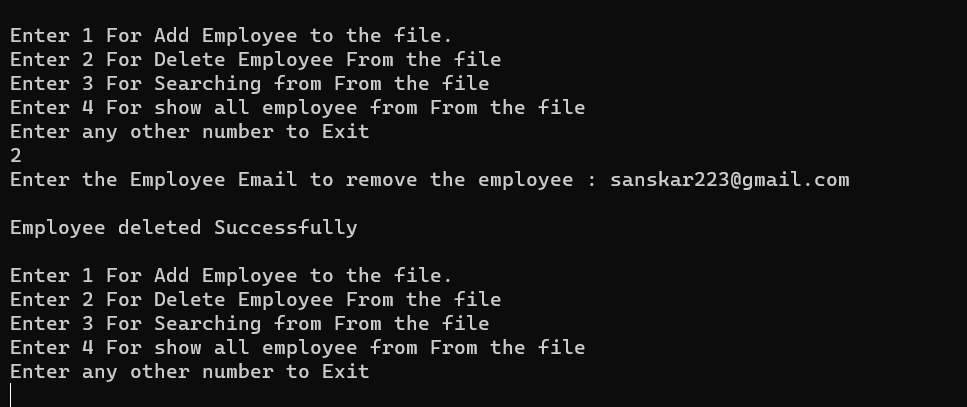 Enter 1 For Add Employee to the file.
Enter 2 For Delete Employee From the file
Enter 3 For Searching from From the file
Enter 4 For show all employee from From the file
Enter any other number to Exit
2
Enter the Employee Email to remove the employee : sanskar223@gmail.com
Employee deleted Successfully
Enter 1 For Add Employee to the file.
Enter 2 For Delete Employee From the file
Enter 3 For Searching from From the file
Enter 4 For show all employee from From the file
Enter any other number to Exit